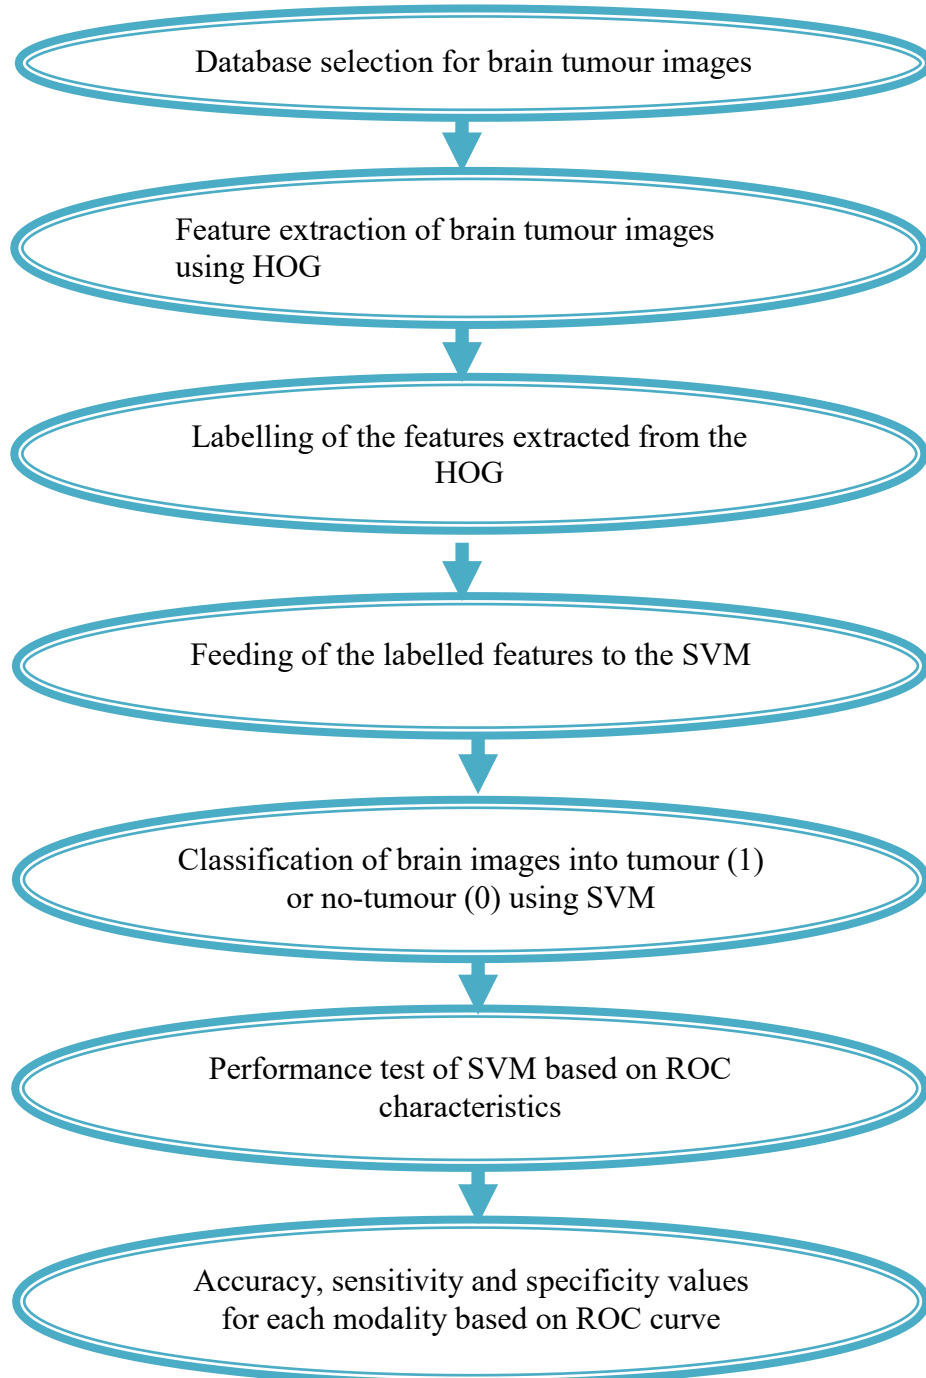 Database selection for brain tumour images
Feature extraction of brain tumour images
using HOG
Labelling of the features extracted from the
HOG
Feeding of the labelled features to the SVM
Classification of brain images into tumour (1)
or no-tumour (0) using SVM
Performance test of SVM based on ROC
characteristics
Accuracy, sensitivity and specificity values
for each modality based on ROC curve